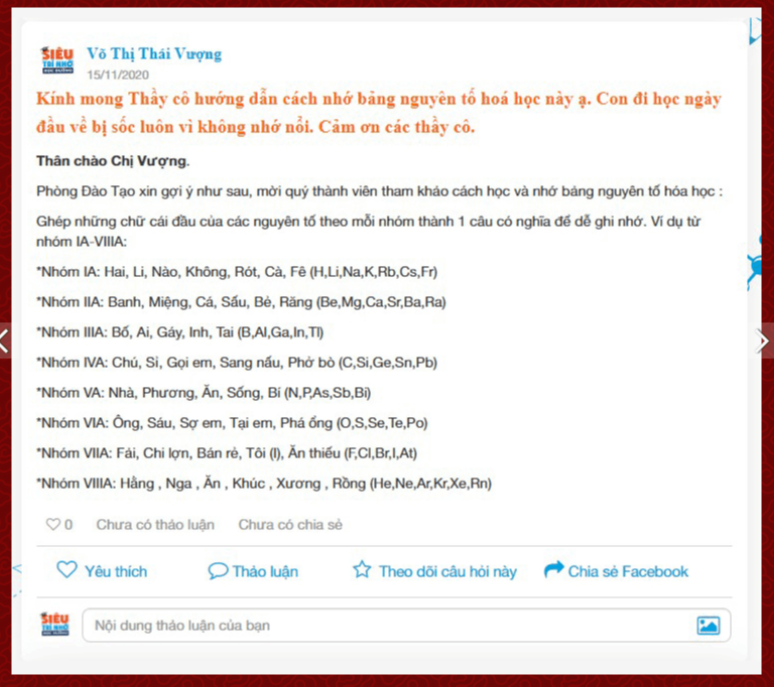 SIÊU
TRÍ NHỚ
Võ Thị Thái Vượng
15/11/2020
Kính mong Thầy cô hướng dẫn cách nhớ bảng nguyên tố hoá học này ạ. Con đi học ngày
đầu về bị sốc luôn vì không nhớ nổi. Cảm ơn các thầy cô.
Thân chào Chị Vượng.
Phòng Đào Tạo xin gợi ý như sau, mời quý thành viên tham khảo cách học và nhớ bảng nguyên tố hóa học :
Ghép những chữ cái đầu của các nguyên tố theo mỗi nhóm thành 1 câu có nghĩa để dễ ghi nhớ. Ví dụ từ
nhóm IA-VIIIA:
*Nhóm IA: Hai, Li, Nào, Không, Rót, Cà, Fê (H,Li,Na,K,Rb,Cs,Fr)
*Nhóm IIA: Banh, Miệng, Cá, Sấu, Bẻ, Răng (Be,Mg,Ca,Sr,Ba,Ra)
*Nhóm IIIA: Bố, Ai, Gáy, Inh, Tai (B,Al,Ga,In,Tl)
*Nhóm IVA: Chú, Sỉ, Gọi em, Sang nấu, Phở bò (C,Si,Ge,Sn,Pb)
*Nhóm VA: Nhà, Phương, Ăn, Sống, Bí (N,P,As,Sb,Bi)
*Nhóm VIA: Ông, Sáu, Sợ em, Tại em, Phá ổng (O,S,Se,Te,Po)
*Nhóm VIIA: Fải, Chi lợn, Bán rẻ, Tôi (I), Ăn thiếu (F,Cl,Br,I,At)
*Nhóm VIIIA: Hằng , Nga , Ăn , Khúc , Xương , Rồng (He,Ne,Ar,Kr,Xe,Rn)
0 Chưa có thảo luận Chưa có chia sẻ
Yêu thích Thảo luận Theo dõi câu hỏi này Chia sẻ Facebook
SIÊU
TRÍ NHỚ
Nội dung thảo luận của bạn